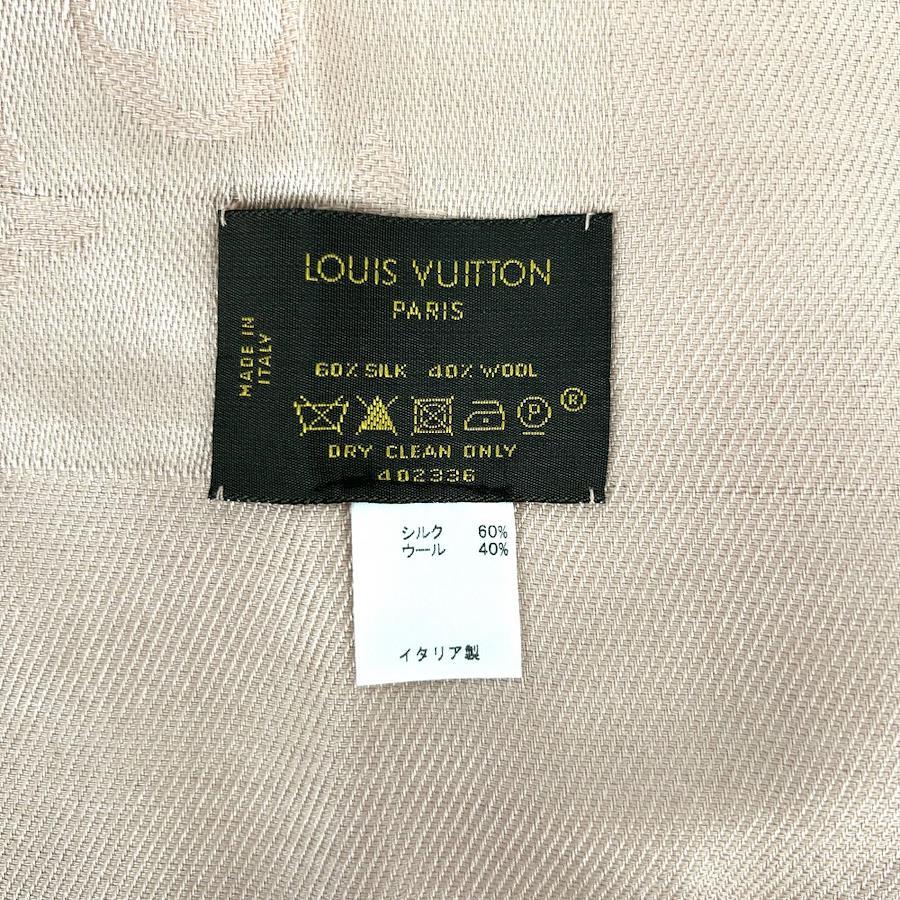 LOUIS VUITTON
PARIS
MADE IN
ITALY
60% SILK 40% WOOL
P ®
DRY CLEAN ONLY
402336
シルク 60%
ウール 40%
イタリア製